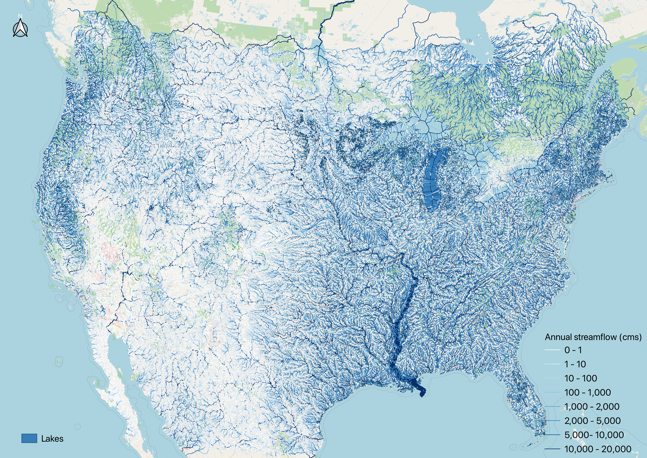 Annual streamflow (cms)
0 - 1
1 - 10
10 - 100
100 - 1,000
1,000 - 2,000
2,000 - 5,000
5,000 - 10,000
10,000 - 20,000
Lakes